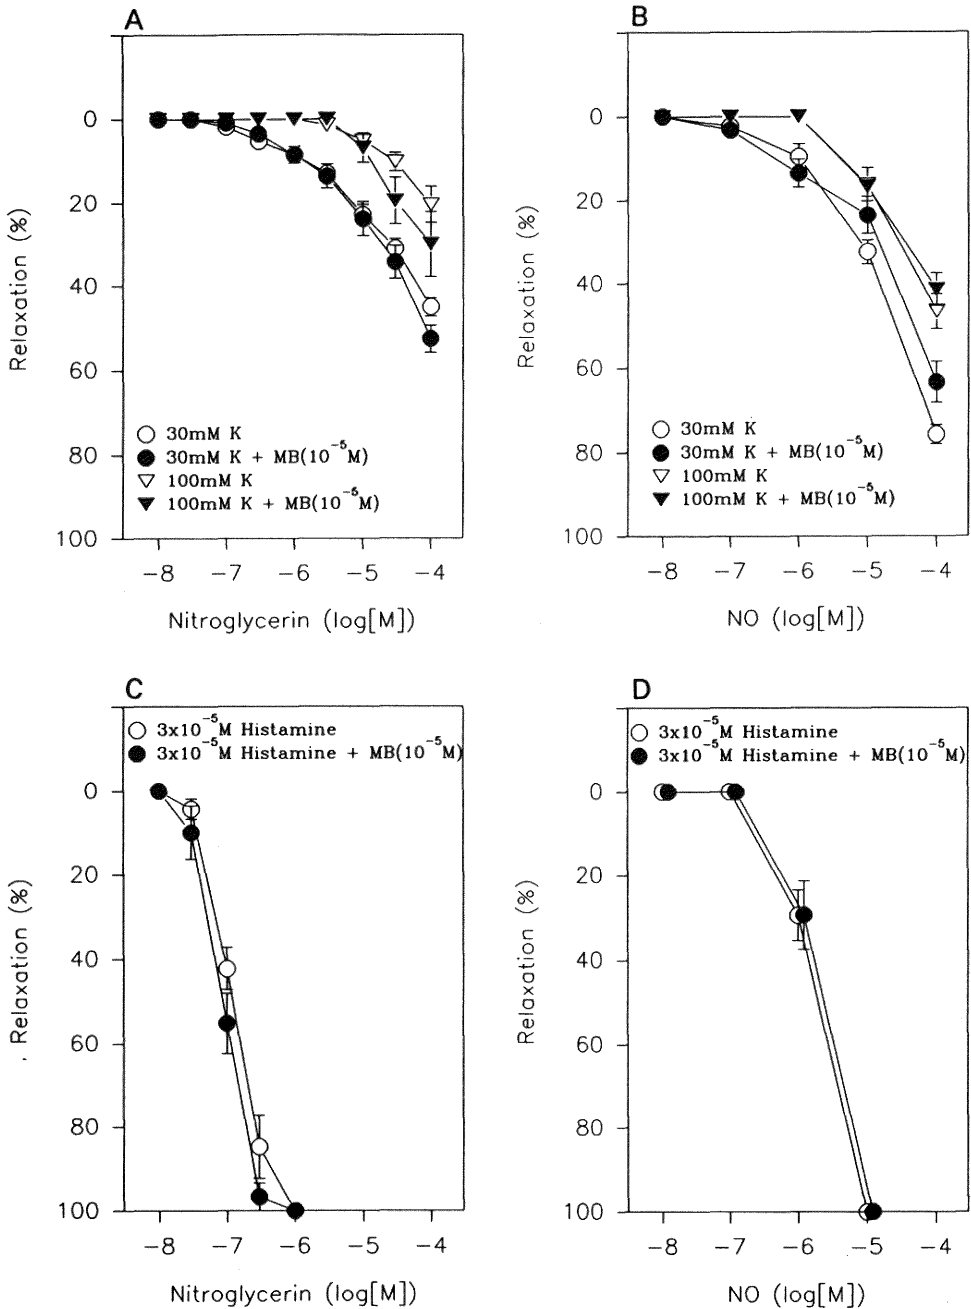 A
0
20
40
60
80
100
Relaxation (%)
30mM K
30mM K + MB(10⁻⁵M)
100mM K
100mM K + MB(10⁻⁵M)
−8 −7 −6 −5 −4
Nitroglycerin (log[M])
B
0
20
40
60
80
100
Relaxation (%)
30mM K
30mM K + MB(10⁻⁵M)
100mM K
100mM K + MB(10⁻⁵M)
−8 −7 −6 −5 −4
NO (log[M])
C
3x10⁻⁵M Histamine
3x10⁻⁵M Histamine + MB(10⁻⁵M)
0
20
40
60
80
100
Relaxation (%)
−8 −7 −6 −5 −4
Nitroglycerin (log[M])
D
3x10⁻⁵M Histamine
3x10⁻⁵M Histamine + MB(10⁻⁵M)
0
20
40
60
80
100
Relaxation (%)
−8 −7 −6 −5 −4
NO (log[M])